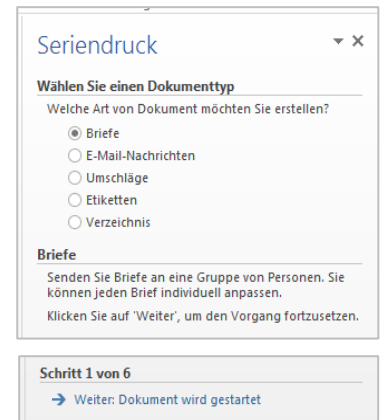 Seriendruck
Wählen Sie einen Dokumenttyp
Welche Art von Dokument möchten Sie erstellen?
Briefe
E-Mail-Nachrichten
Umschläge
Etiketten
Verzeichnis
Briefe
Senden Sie Briefe an eine Gruppe von Personen. Sie
können jeden Brief individuell anpassen.
Klicken Sie auf 'Weiter', um den Vorgang fortzusetzen.
Schritt 1 von 6
Weiter: Dokument wird gestartet